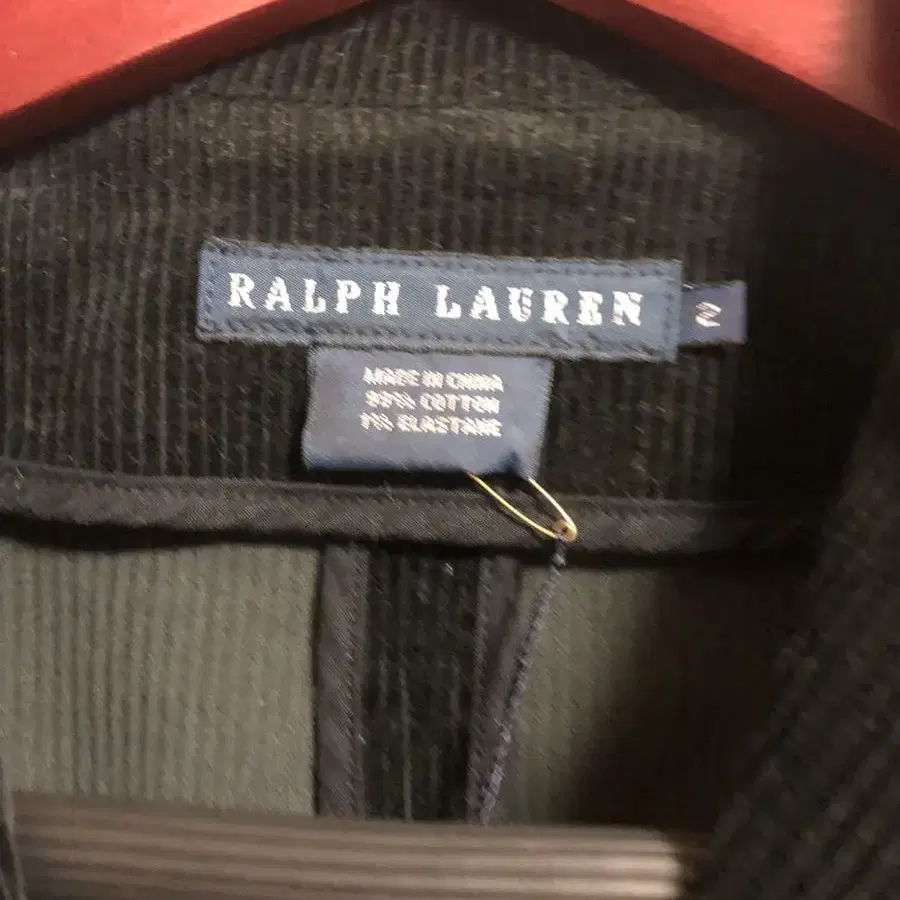 RALPH LAUREN
2
MADE IN CHINA
99% COTTON
1% ELASTANE